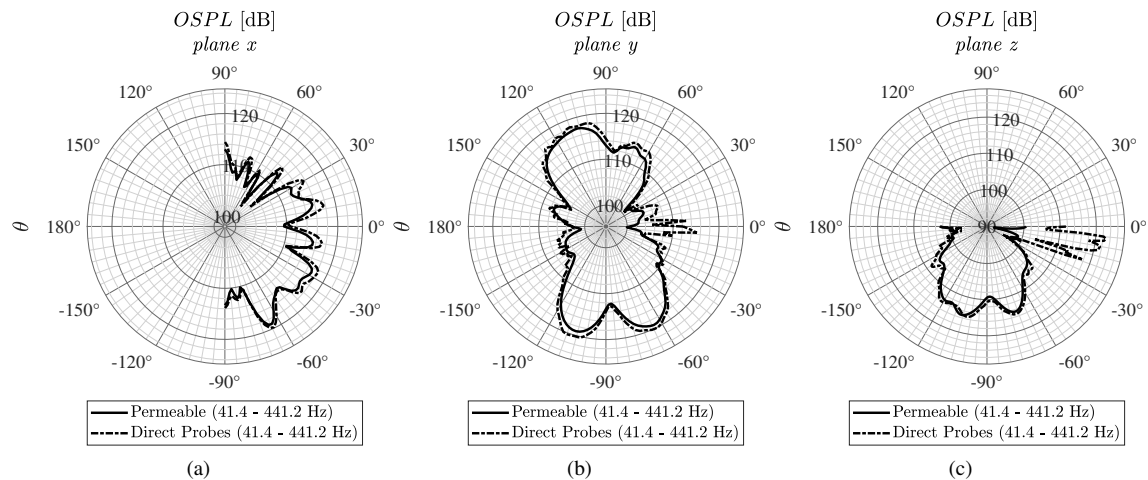 OSPL [dB]
plane x
90°
120°
60°
120
150°
30°
110
100
θ
180°
0°
-150°
-30°
-120°
-60°
-90°
Permeable (41.4 - 441.2 Hz)
Direct Probes (41.4 - 441.2 Hz)
(a)
OSPL [dB]
plane y
90°
120°
60°
120
150°
30°
110
100
θ
180°
0°
-150°
-30°
-120°
-60°
-90°
Permeable (41.4 - 441.2 Hz)
Direct Probes (41.4 - 441.2 Hz)
(b)
OSPL [dB]
plane z
90°
120°
60°
120
150°
30°
110
100
θ
180°
90
0°
-150°
-30°
-120°
-60°
-90°
Permeable (41.4 - 441.2 Hz)
Direct Probes (41.4 - 441.2 Hz)
(c)